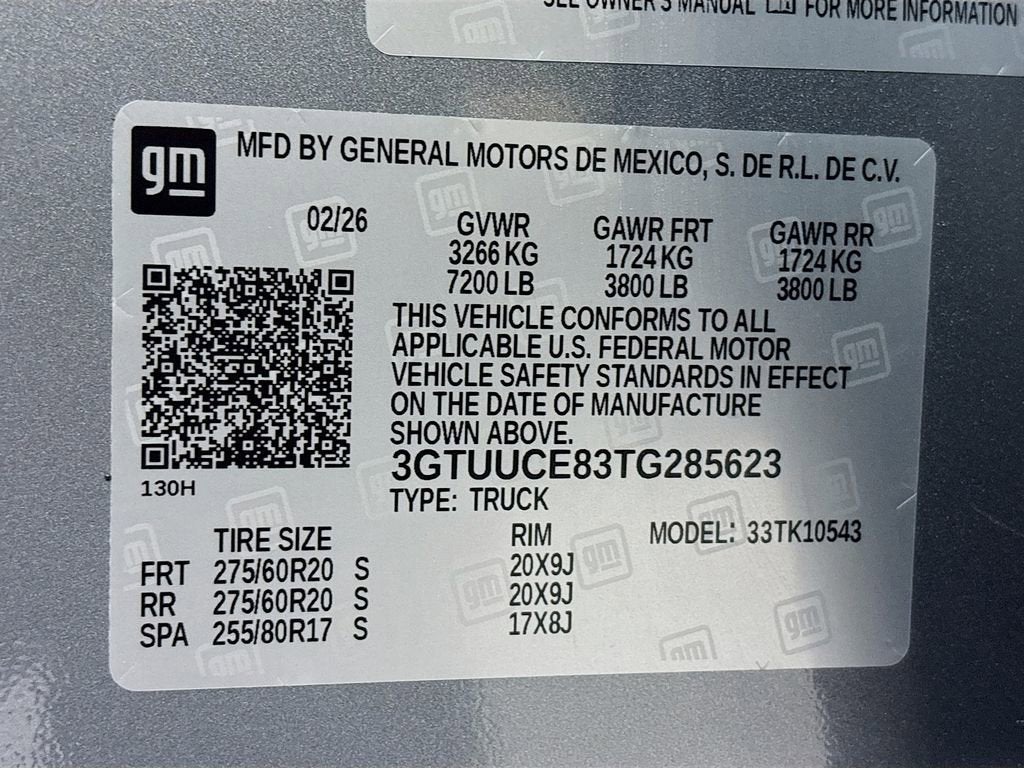 SEE OWNER'S MANUAL FOR MORE INFORMATION
gm
MFD BY GENERAL MOTORS DE MEXICO, S. DE R.L. DE C.V.
02/26 GVWR GAWR FRT GAWR RR
3266 KG 1724 KG 1724 KG
7200 LB 3800 LB 3800 LB
THIS VEHICLE CONFORMS TO ALL
APPLICABLE U.S. FEDERAL MOTOR
VEHICLE SAFETY STANDARDS IN EFFECT
ON THE DATE OF MANUFACTURE
SHOWN ABOVE.
3GTUUCE83TG285623
130H
TYPE: TRUCK
TIRE SIZE RIM MODEL: 33TK10543
FRT 275/60R20 S 20X9J
RR 275/60R20 S 20X9J
SPA 255/80R17 S 17X8J